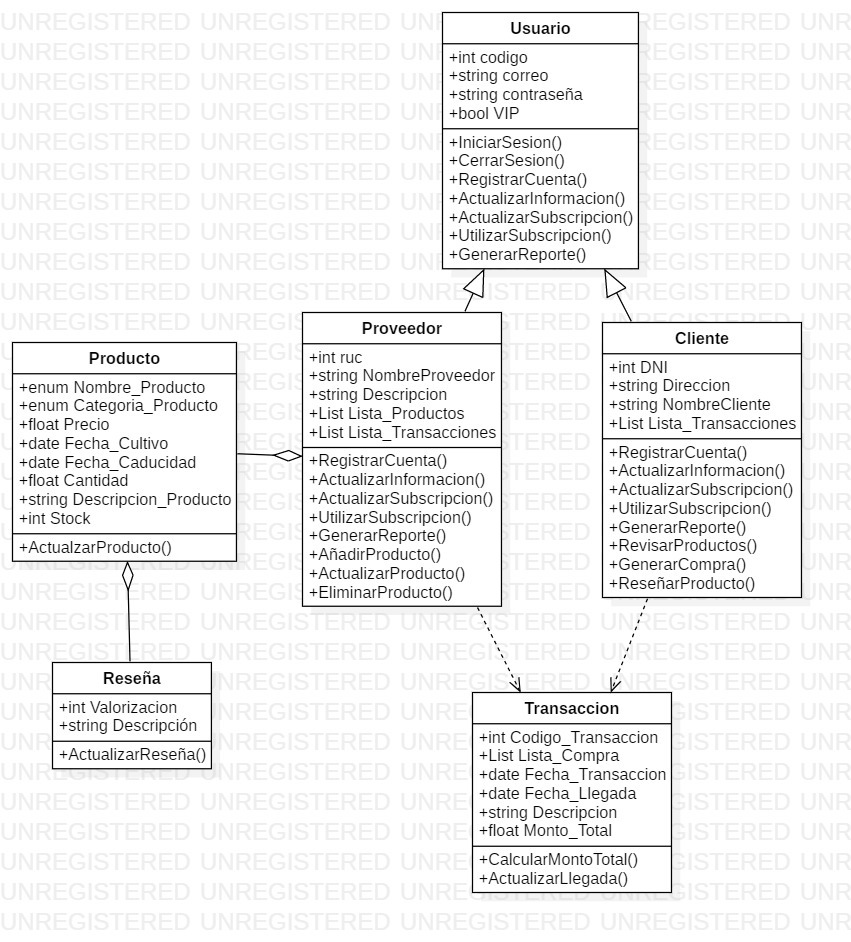 Usuario
+int codigo
+string correo
+string contraseña
+bool VIP
+IniciarSesion()
+CerrarSesion()
+RegistrarCuenta()
+ActualizarInformacion()
+ActualizarSubscripcion()
+UtilizarSubscripcion()
+GenerarReporte()
Proveedor
+int ruc
+string NombreProveedor
+string Descripcion
+List Lista_Productos
+List Lista_Transacciones
+RegistrarCuenta()
+ActualizarInformacion()
+ActualizarSubscripcion()
+UtilizarSubscripcion()
+GenerarReporte()
+AñadirProducto()
+ActualizarProducto()
+EliminarProducto()
Cliente
+int DNI
+string Direccion
+string NombreCliente
+List Lista_Transacciones
+RegistrarCuenta()
+ActualizarInformacion()
+ActualizarSubscripcion()
+UtilizarSubscripcion()
+GenerarReporte()
+RevisarProductos()
+GenerarCompra()
+ReseñarProducto()
Producto
+enum Nombre_Producto
+enum Categoria_Producto
+float Precio
+date Fecha_Cultivo
+date Fecha_Caducidad
+float Cantidad
+string Descripcion_Producto
+int Stock
+ActualzarProducto()
Reseña
+int Valorizacion
+string Descripción
+ActualizarReseña()
Transaccion
+int Codigo_Transaccion
+List Lista_Compra
+date Fecha_Transaccion
+date Fecha_Llegada
+string Descripcion
+float Monto_Total
+CalcularMontoTotal()
+ActualizarLlegada()
UNREGISTERED